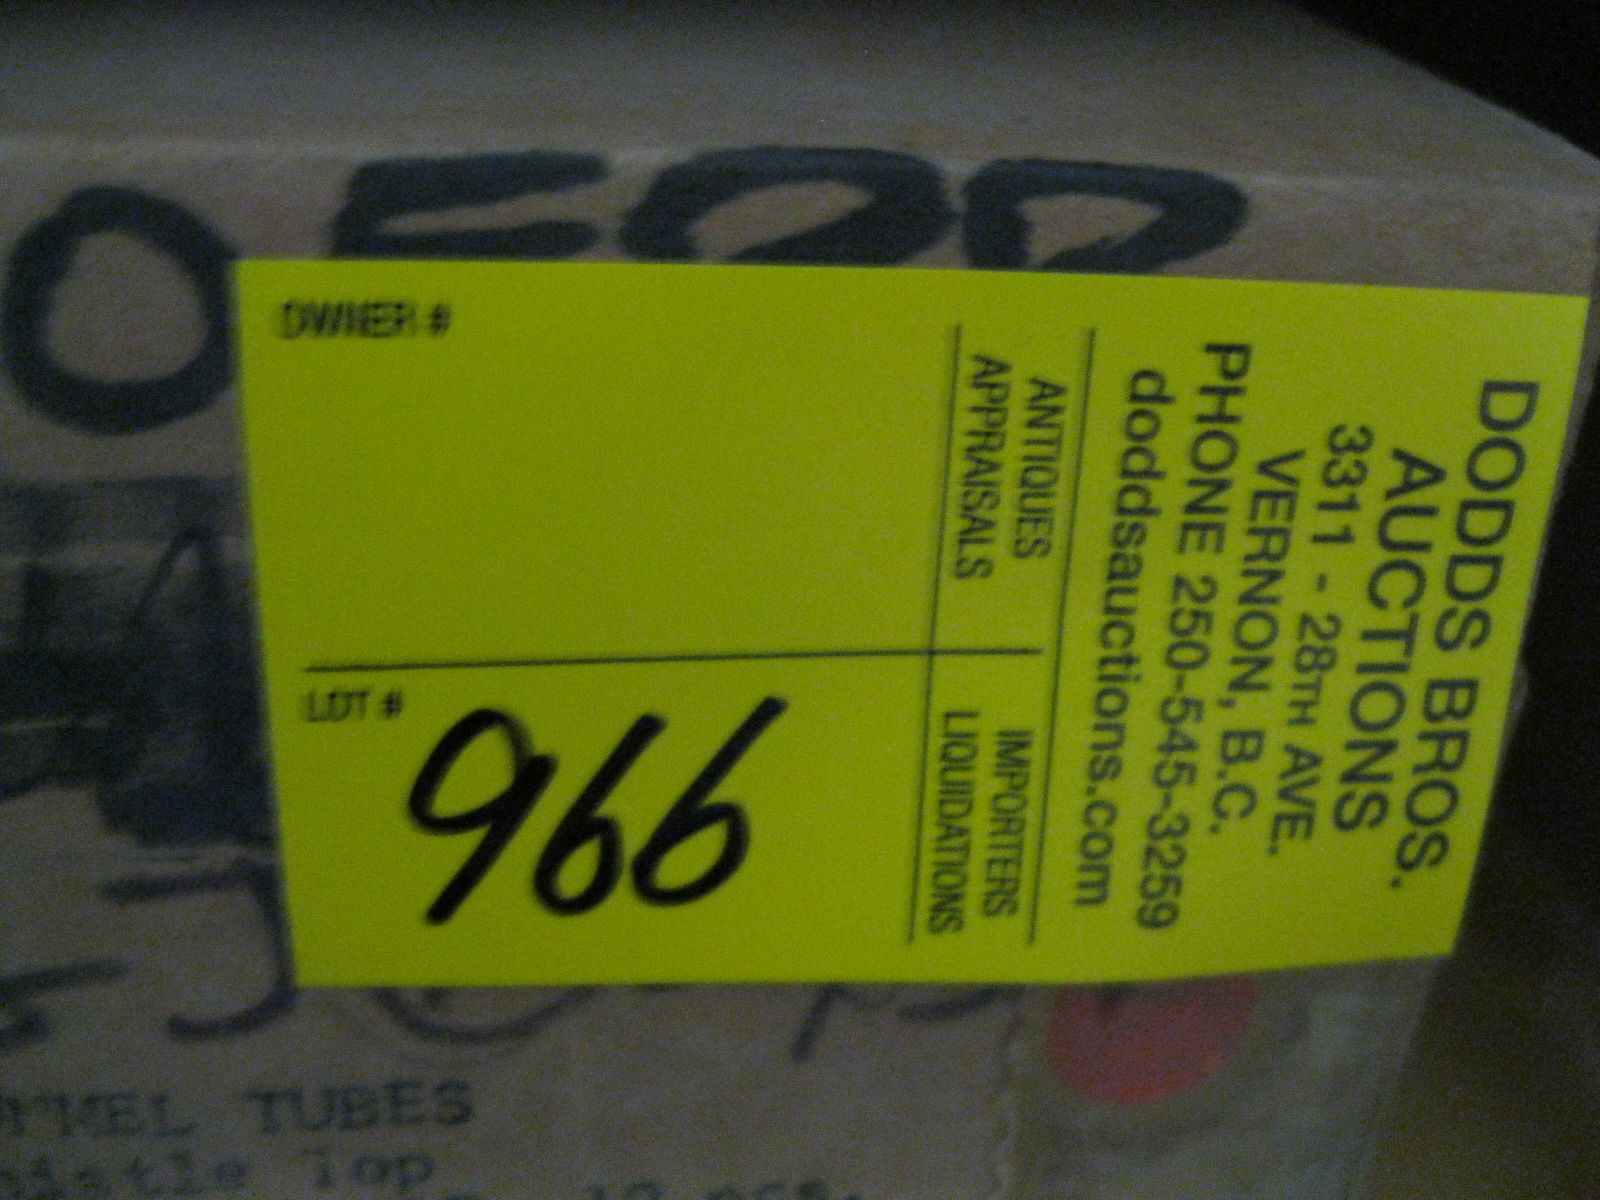 OWNER #
LOT #
966
DODDS BROS.
AUCTIONS
3311 - 28TH AVE.
VERNON, B.C.
PHONE 250-545-3259
doddsauctions.com
ANTIQUES
APPRAISALS
IMPORTERS
LIQUIDATIONS
TUBES
Top